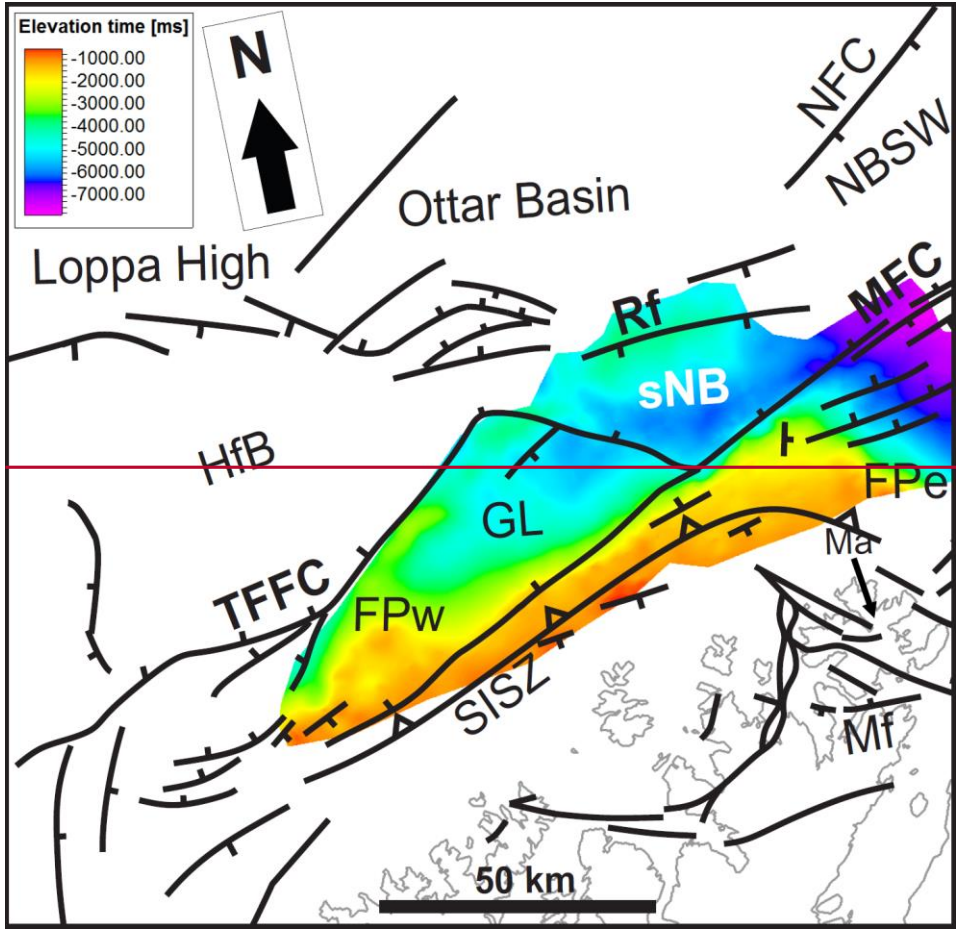 Elevation time [ms]
-1000.00
-2000.00
-3000.00
-4000.00
-5000.00
-6000.00
-7000.00
N
NFC
NBSW
Ottar Basin
Loppa High
MFC
Rf
sNB
HfB
FPe
GL
Ma
TFFC
FPw
SISZ
Mf
50 km